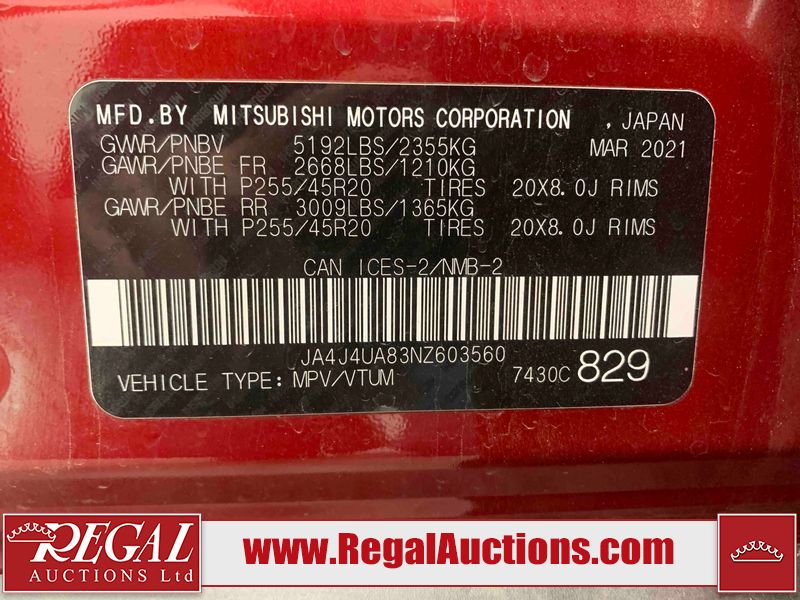 MFD.BY MITSUBISHI MOTORS CORPORATION , JAPAN
GVWR/PNBV 5192LBS/2355KG MAR 2021
GAWR/PNBE FR 2668LBS/1210KG
WITH P255/45R20 TIRES 20X8.0J RIMS
GAWR/PNBE RR 3009LBS/1365KG
WITH P255/45R20 TIRES 20X8.0J RIMS
CAN ICES-2/NMB-2
JA4J4UA83NZ603560
VEHICLE TYPE:MPV/VTUM 7430C 829
REGAL
AUCTIONS Ltd
www.RegalAuctions.com